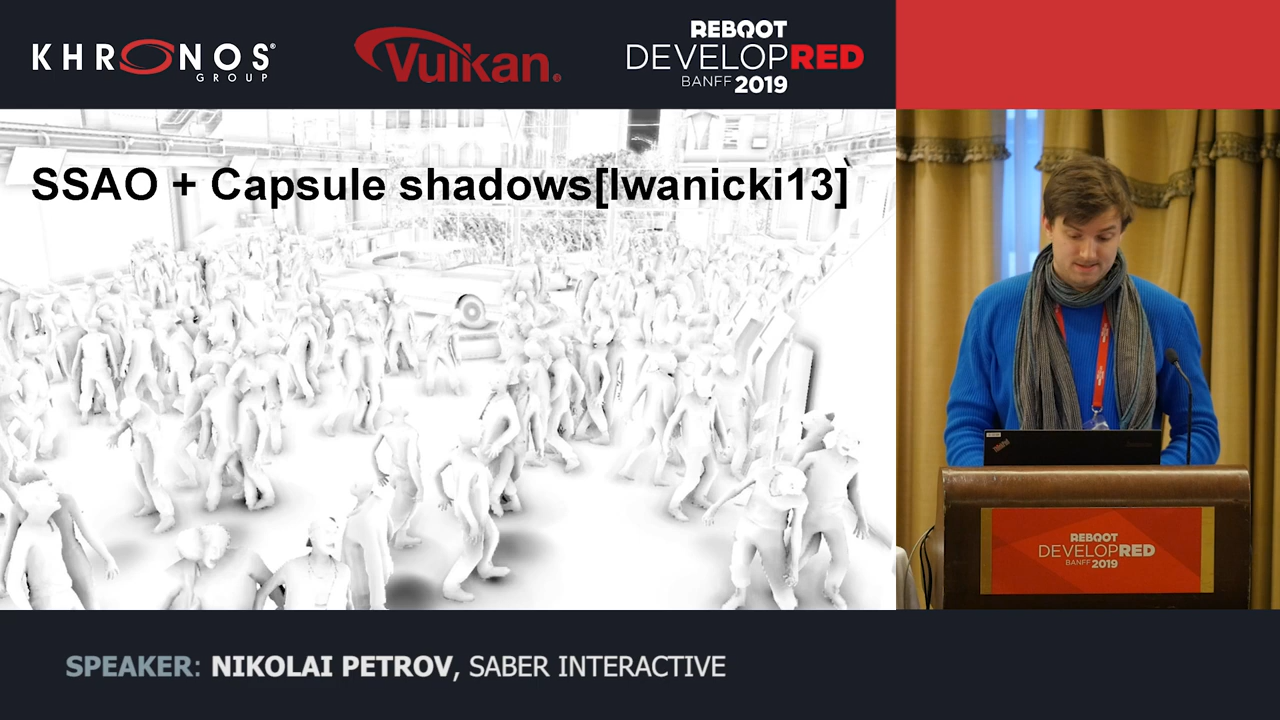 KHRONOS®
GROUP
Vulkan®
REBOOT
DEVELOPRED
BANFF 2019
SSAO + Capsule shadows[Iwanicki13]`
REBOOT
DEVELOPRED
BANFF 2019
SPEAKER: NIKOLAI PETROV, SABER INTERACTIVE